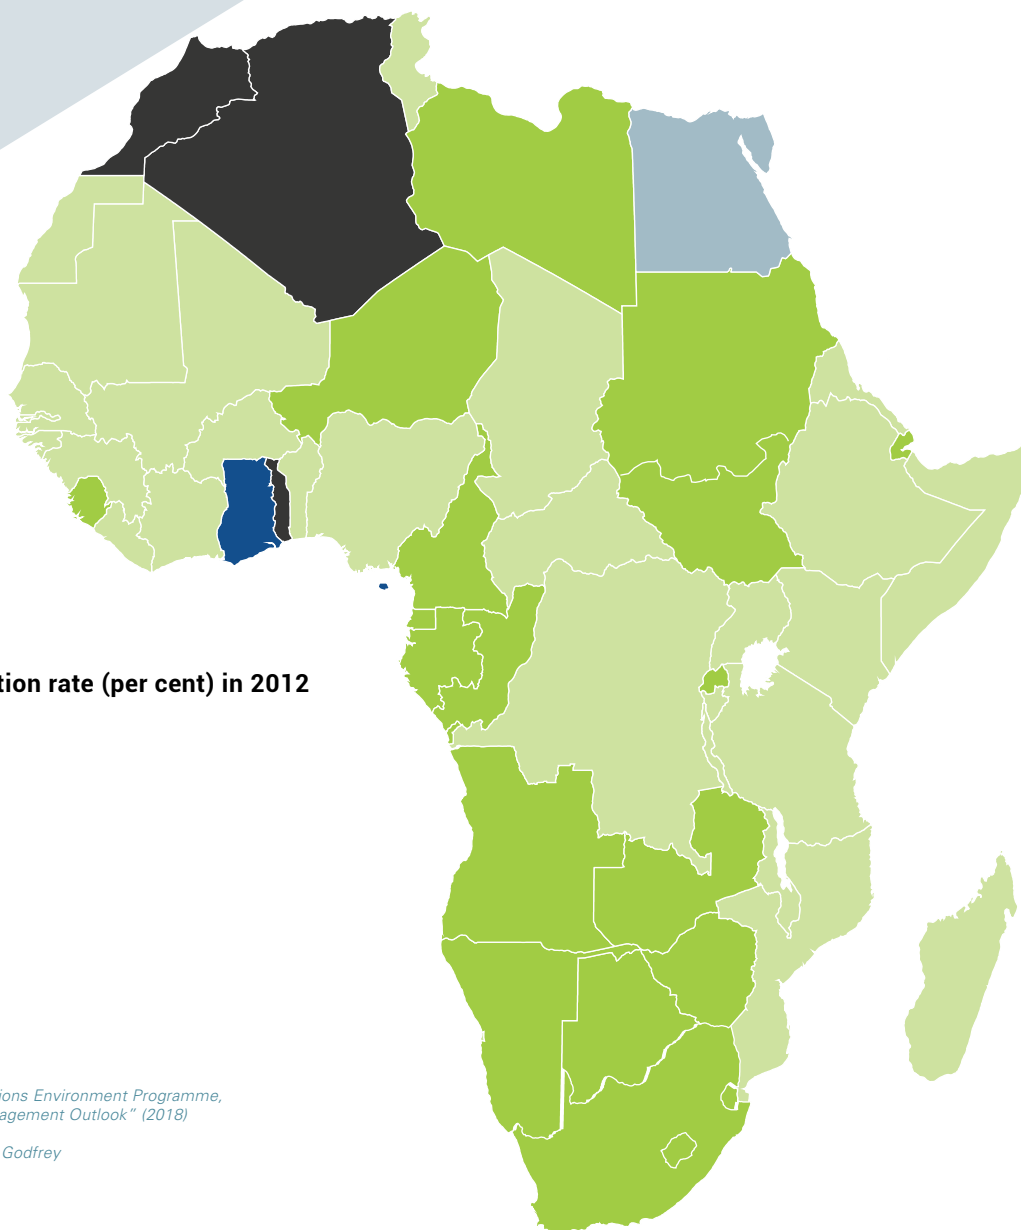 tion rate (per cent) in 2012
ions Environment Programme,
agement Outlook” (2018)
Godfrey